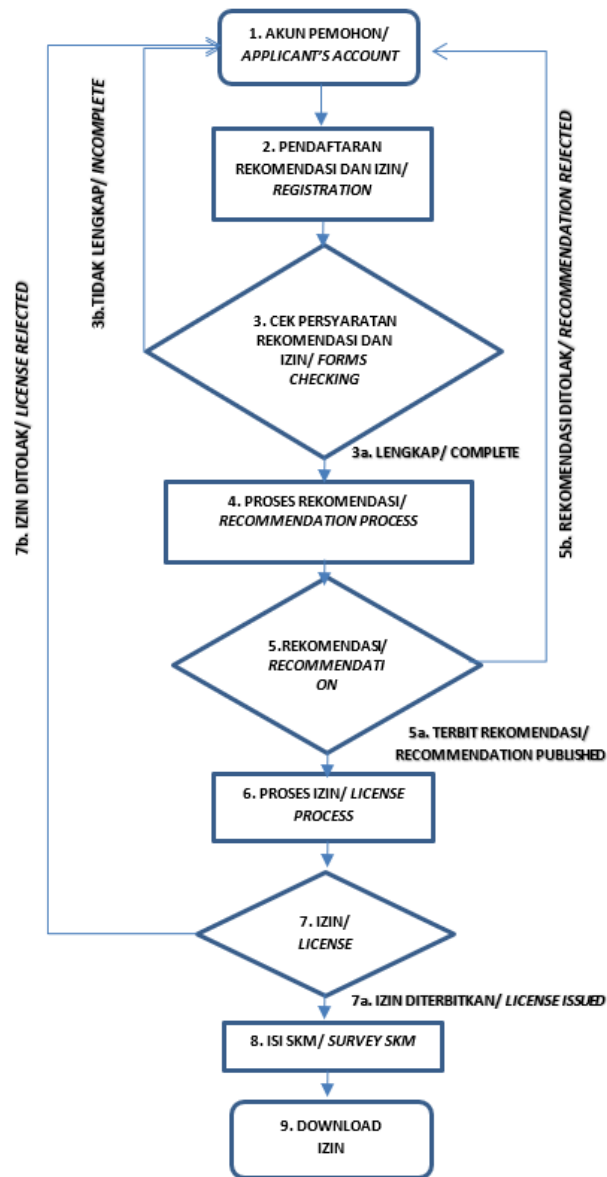 1. AKUN PEMOHON/
APPLICANT'S ACCOUNT
2. PENDAFTARAN
REKOMENDASI DAN IZIN/
REGISTRATION
3b.TIDAK LENGKAP/ INCOMPLETE
7b. IZIN DITOLAK/ LICENSE REJECTED
5b. REKOMENDASI DITOLAK/ RECOMMENDATION REJECTED
3. CEK PERSYARATAN
REKOMENDASI DAN
IZIN/ FORMS
CHECKING
3a. LENGKAP/ COMPLETE
4. PROSES REKOMENDASI/
RECOMMENDATION PROCESS
5.REKOMENDASI/
RECOMMENDATI
ON
5a. TERBIT REKOMENDASI/
RECOMMENDATION PUBLISHED
6. PROSES IZIN/ LICENSE
PROCESS
7. IZIN/
LICENSE
7a. IZIN DITERBITKAN/ LICENSE ISSUED
8. ISI SKM/ SURVEY SKM
9. DOWNLOAD
IZIN